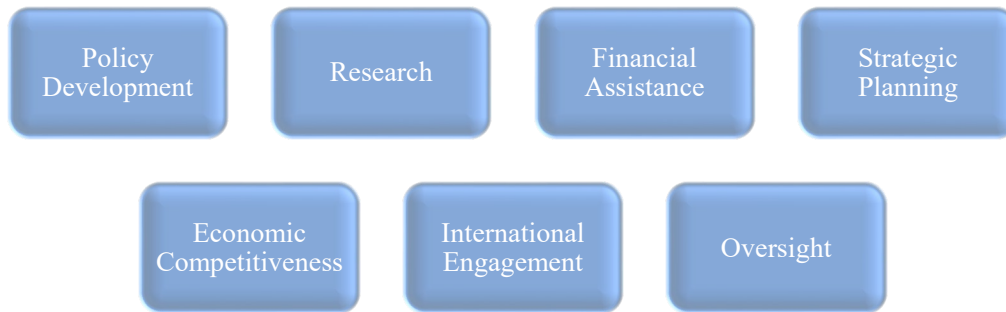 Policy
Development
Research
Financial
Assistance
Strategic
Planning
Economic
Competitiveness
International
Engagement
Oversight